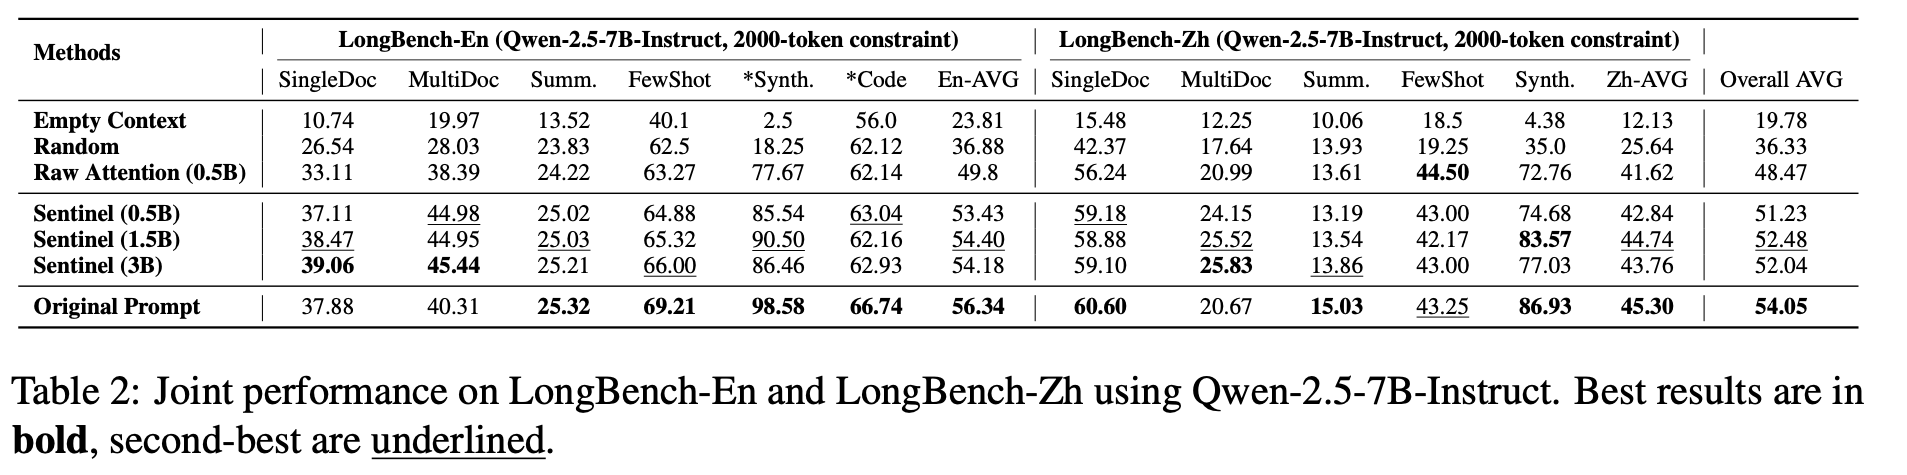 Methods LongBench-En (Qwen-2.5-7B-Instruct, 2000-token constraint) LongBench-Zh (Qwen-2.5-7B-Instruct, 2000-token constraint)
SingleDoc MultiDoc Summ. FewShot *Synth. *Code En-AVG SingleDoc MultiDoc Summ. FewShot Synth. Zh-AVG Overall AVG
Empty Context 10.74 19.97 13.52 40.1 2.5 56.0 23.81 15.48 12.25 10.06 18.5 4.38 12.13 19.78
Random 26.54 28.03 23.83 62.5 18.25 62.12 36.88 42.37 17.64 13.93 19.25 35.0 25.64 36.33
Raw Attention (0.5B) 33.11 38.39 24.22 63.27 77.67 62.14 49.8 56.24 20.99 13.61 44.50 72.76 41.62 48.47
Sentinel (0.5B) 37.11 44.98 25.02 64.88 85.54 63.04 53.43 59.18 24.15 13.19 43.00 74.68 42.84 51.23
Sentinel (1.5B) 38.47 44.95 25.03 65.32 90.50 62.16 54.40 58.88 25.52 13.54 42.17 83.57 44.74 52.48
Sentinel (3B) 39.06 45.44 25.21 66.00 86.46 62.93 54.18 59.10 25.83 13.86 43.00 77.03 43.76 52.04
Original Prompt 37.88 40.31 25.32 69.21 98.58 66.74 56.34 60.60 20.67 15.03 43.25 86.93 45.30 54.05
Table 2: Joint performance on LongBench-En and LongBench-Zh using Qwen-2.5-7B-Instruct. Best results are in
bold, second-best are underlined.